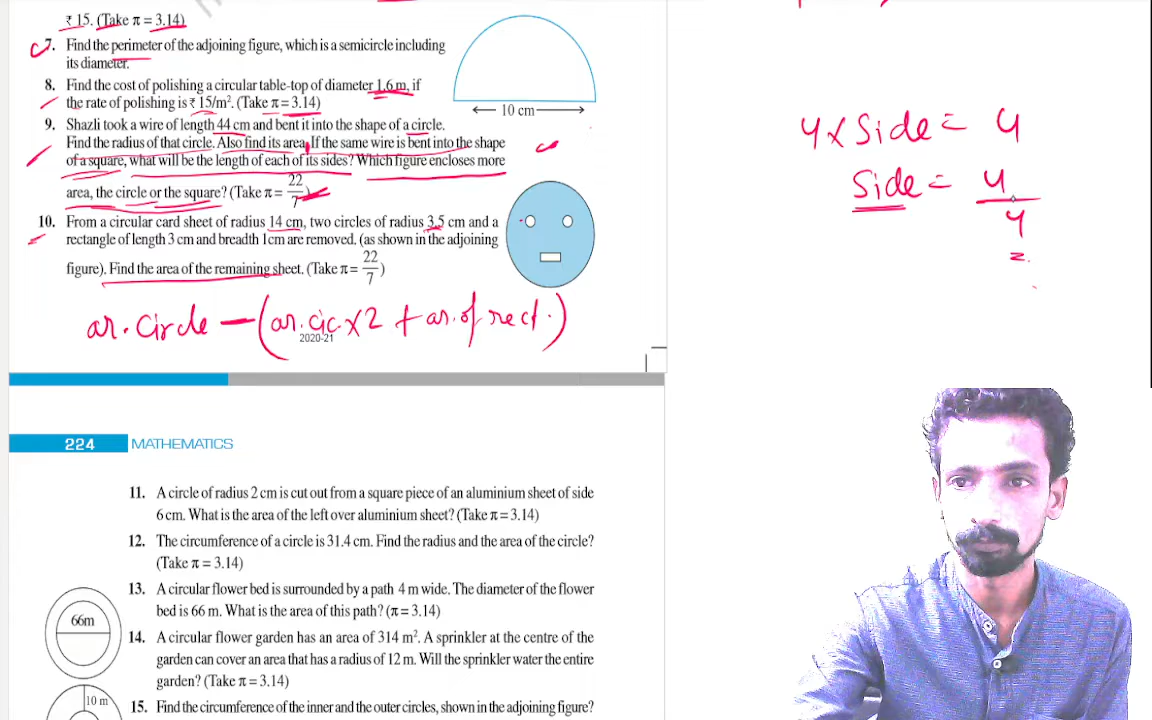 ₹ 15. (Take π = 3.14)
7. Find the perimeter of the adjoining figure, which is a semicircle including
its diameter.
8. Find the cost of polishing a circular table-top of diameter 1.6 m, if
the rate of polishing is ₹ 15/m². (Take π = 3.14)
10 cm
9. Shazli took a wire of length 44 cm and bent it into the shape of a circle.
Find the radius of that circle. Also find its area. If the same wire is bent into the shape
of a square, what will be the length of each of its sides? Which figure encloses more
area, the circle or the square? (Take π = 22/7)
10. From a circular card sheet of radius 14 cm, two circles of radius 3.5 cm and a
rectangle of length 3 cm and breadth 1cm are removed. (as shown in the adjoining
figure). Find the area of the remaining sheet. (Take π = 22/7)
ar. Circle — (ar. cic × 2 + ar. of rect.)
2020-21
4 × Side = 4
Side = 4
4
=
224 MATHEMATICS
11. A circle of radius 2 cm is cut out from a square piece of an aluminium sheet of side
6 cm. What is the area of the left over aluminium sheet? (Take π = 3.14)
12. The circumference of a circle is 31.4 cm. Find the radius and the area of the circle?
(Take π = 3.14)
13. A circular flower bed is surrounded by a path 4 m wide. The diameter of the flower
bed is 66 m. What is the area of this path? (π = 3.14)
66m
14. A circular flower garden has an area of 314 m². A sprinkler at the centre of the
garden can cover an area that has a radius of 12 m. Will the sprinkler water the entire
garden? (Take π = 3.14)
10 m
15. Find the circumference of the inner and the outer circles, shown in the adjoining figure?